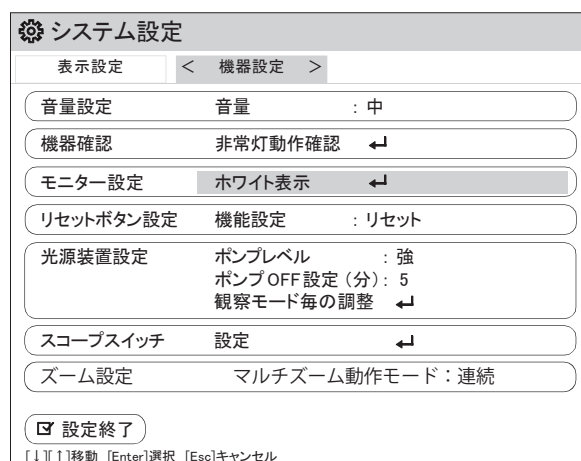 システム設定
表示設定 < 機器設定 >
音量設定 音量 : 中
機器確認 非常灯動作確認 ↵
モニター設定 ホワイト表示 ↵
リセットボタン設定 機能設定 : リセット
光源装置設定 ポンプレベル : 強
ポンプOFF設定(分): 5
観察モード毎の調整 ↵
スコープスイッチ 設定 ↵
ズーム設定 マルチズーム動作モード:連続
設定終了
[↓][↑]移動 [Enter]選択 [Esc]キャンセル